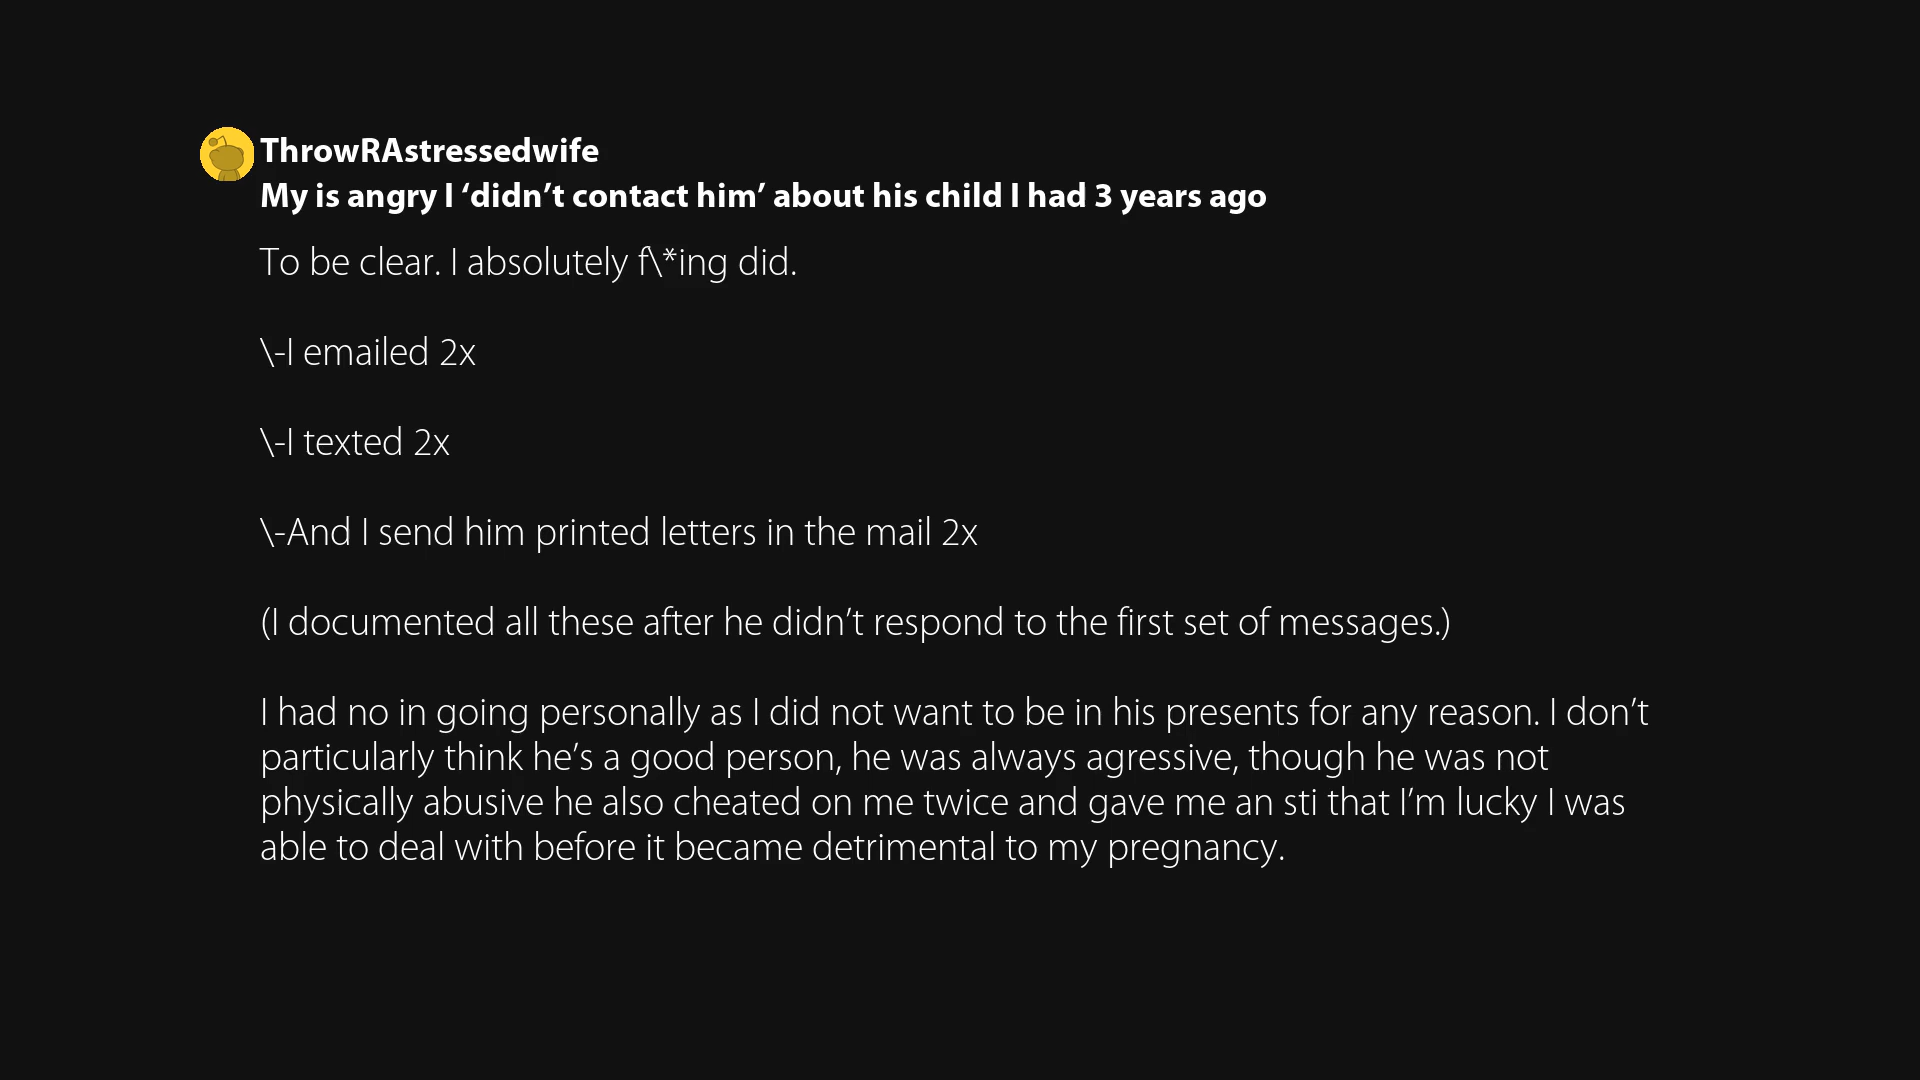 ThrowRAstressedwife
My is angry I ‘didn’t contact him’ about his child I had 3 years ago
To be clear. I absolutely f\*ing did.
\-I emailed 2x
\-I texted 2x
\-And I send him printed letters in the mail 2x
(I documented all these after he didn’t respond to the first set of messages.)
I had no in going personally as I did not want to be in his presents for any reason. I don’t
particularly think he’s a good person, he was always agressive, though he was not
physically abusive he also cheated on me twice and gave me an sti that I’m lucky I was
able to deal with before it became detrimental to my pregnancy.